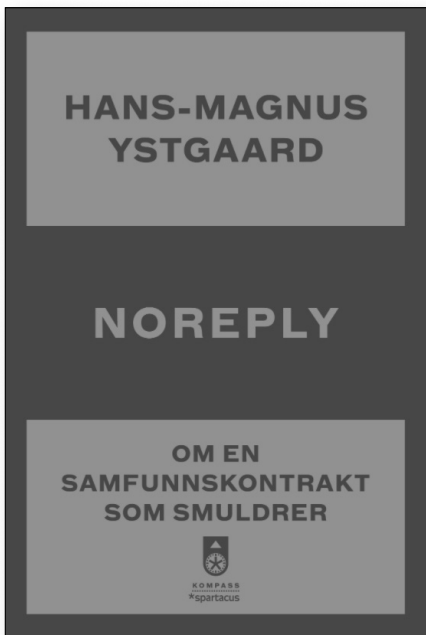 HANS-MAGNUS
YSTGAARD
NOREPLY
OM EN
SAMFUNNSKONTRAKT
SOM SMULDRER
KOMPASS
*spartacus